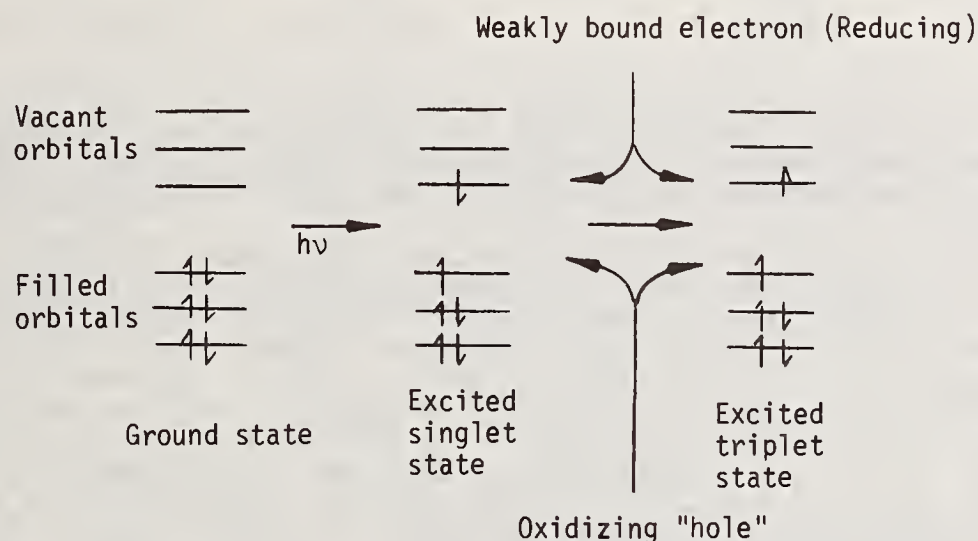 Weakly bound electron (Reducing)
Vacant
orbitals
hν
Filled
orbitals
Ground state
Excited
singlet
state
Excited
triplet
state
Oxidizing "hole"